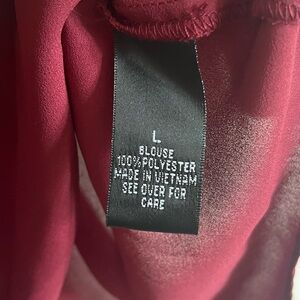 L
BLOUSE
100% POLYESTER
MADE IN VIETNAM
SEE OVER FOR
CARE